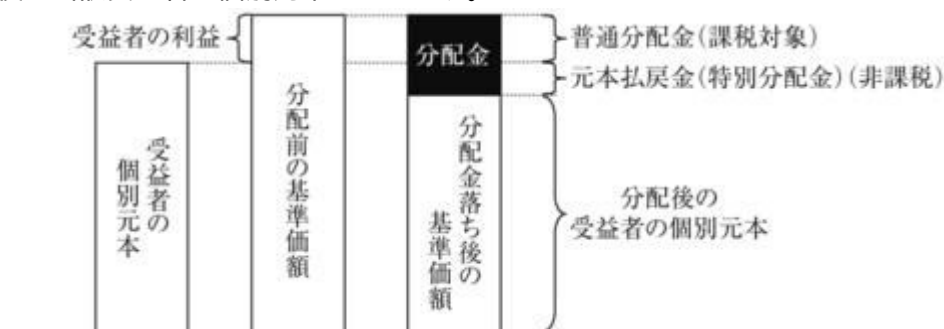 受益者の利益
受益者の
個別元本
分配前の基準価額
分配金
分配金落ち後の
基準価額
普通分配金(課税対象)
元本払戻金(特別分配金)(非課税)
分配後の
受益者の個別元本